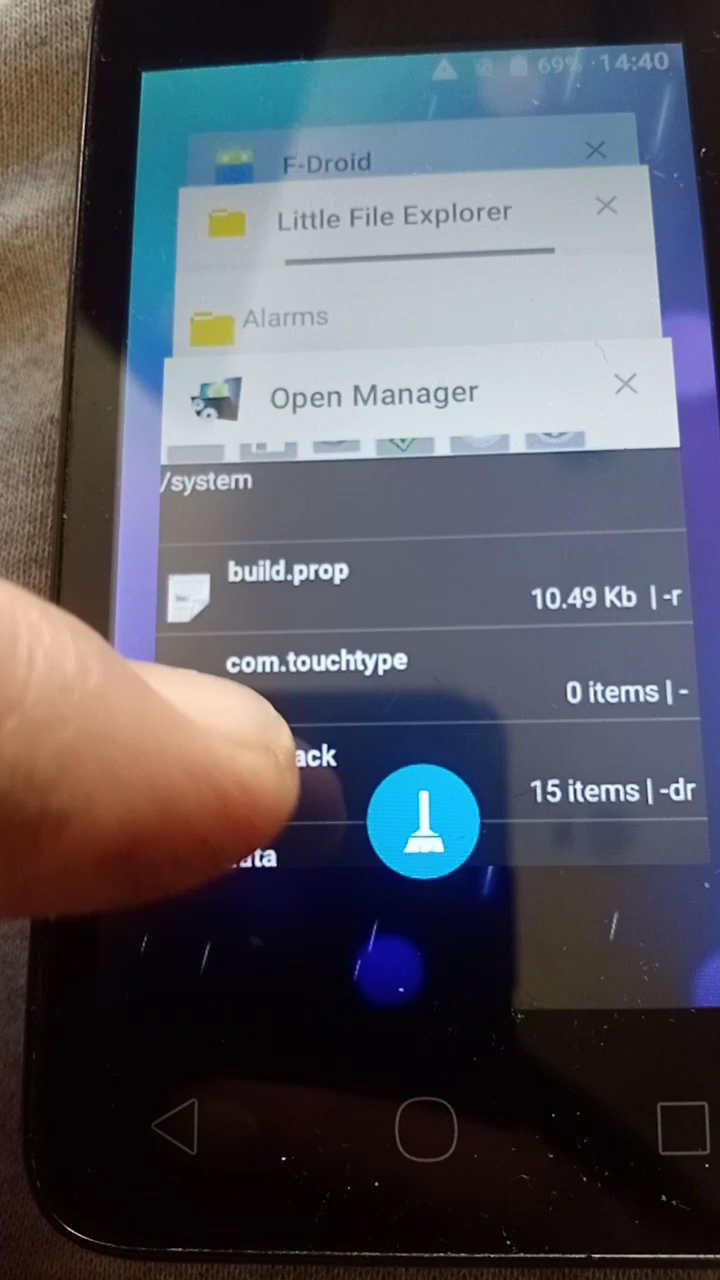 69% 14:40
F-Droid
Little File Explorer
Alarms
Open Manager
/system
build.prop
10.49 Kb | -r
com.touchtype
0 items | -
ack
15 items | -dr
ata